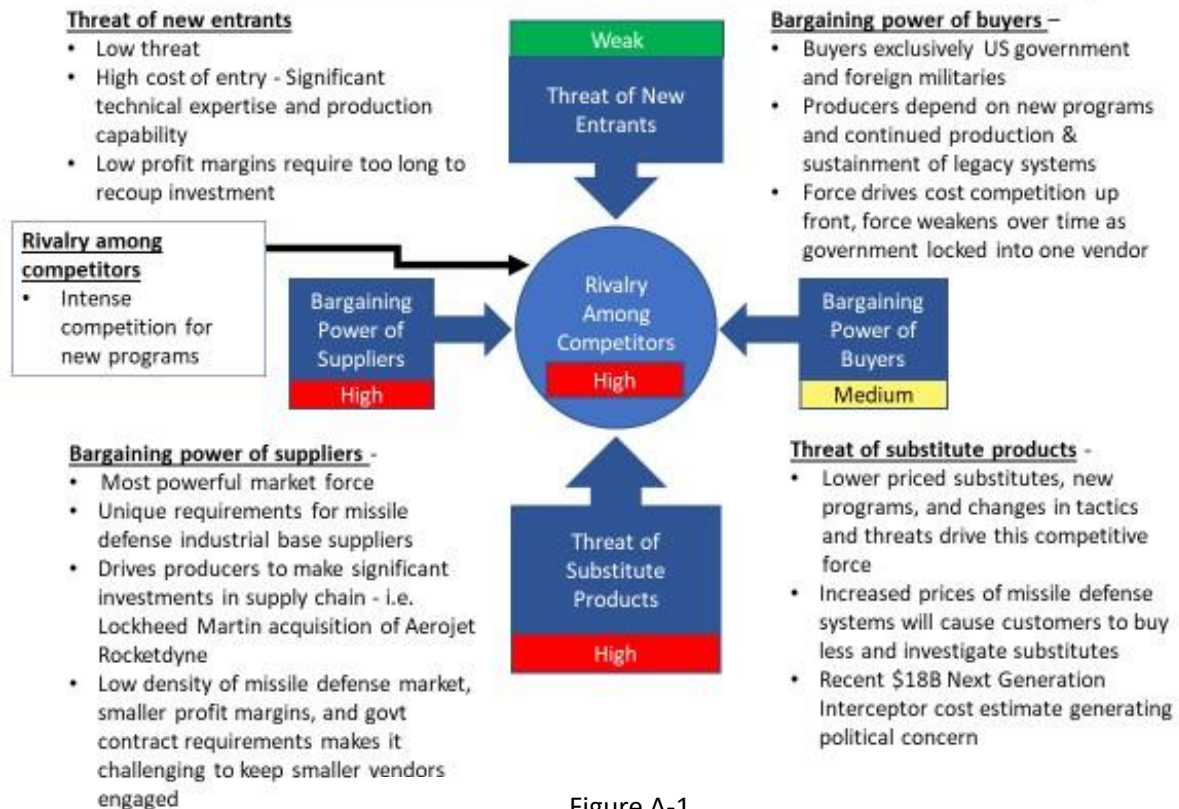 Threat of new entrants
• Low threat
• High cost of entry - Significant
technical expertise and production
capability
• Low profit margins require too long to
recoup investment
Weak
Threat of New
Entrants
Bargaining power of buyers –
• Buyers exclusively US government
and foreign militaries
• Producers depend on new programs
and continued production &
sustainment of legacy systems
• Force drives cost competition up
front, force weakens over time as
government locked into one vendor
Rivalry among
competitors
• Intense
competition for
new programs
Bargaining
Power of
Suppliers
High
Rivalry
Among
Competitors
High
Bargaining
Power of
Buyers
Medium
Bargaining power of suppliers -
• Most powerful market force
• Unique requirements for missile
defense industrial base suppliers
• Drives producers to make significant
investments in supply chain - i.e.
Lockheed Martin acquisition of Aerojet
Rocketdyne
• Low density of missile defense market,
smaller profit margins, and govt
contract requirements makes it
challenging to keep smaller vendors
engaged
Threat of
Substitute
Products
High
Threat of substitute products -
• Lower priced substitutes, new
programs, and changes in tactics
and threats drive this competitive
force
• Increased prices of missile defense
systems will cause customers to buy
less and investigate substitutes
• Recent $18B Next Generation
Interceptor cost estimate generating
political concern
Figure A-1